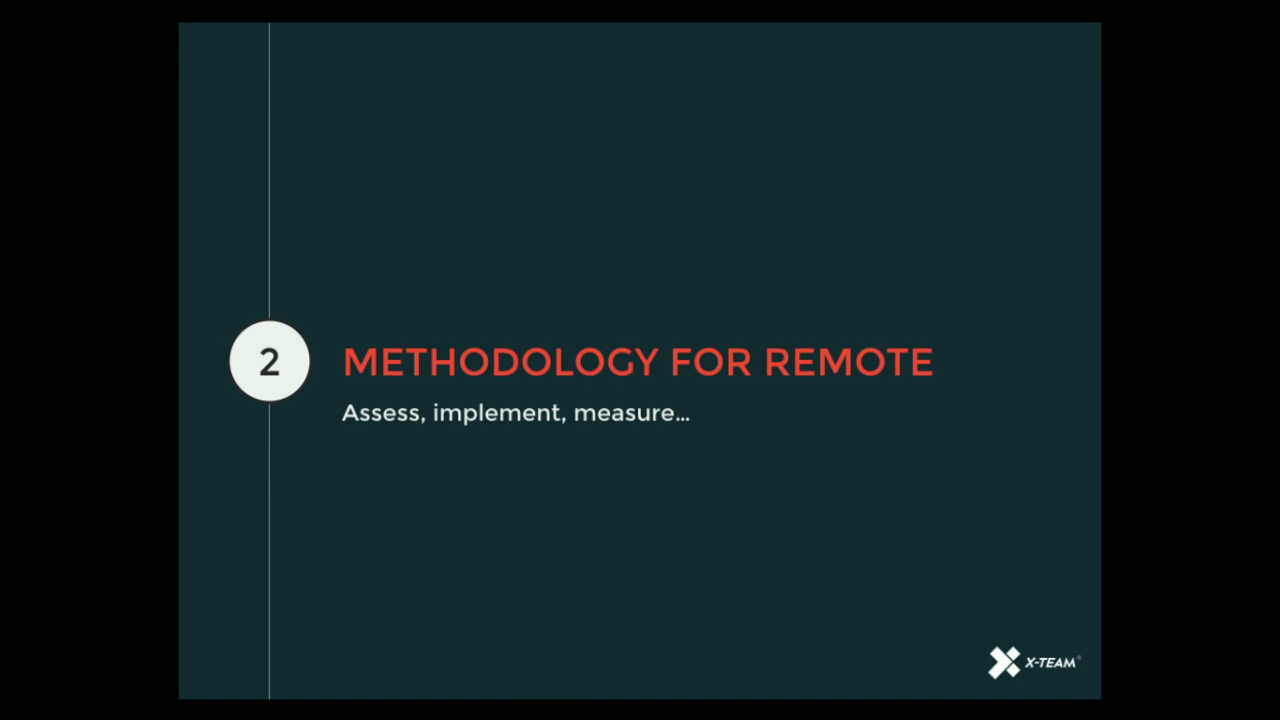 2
METHODOLOGY FOR REMOTE
Assess, implement, measure...
X-TEAM®